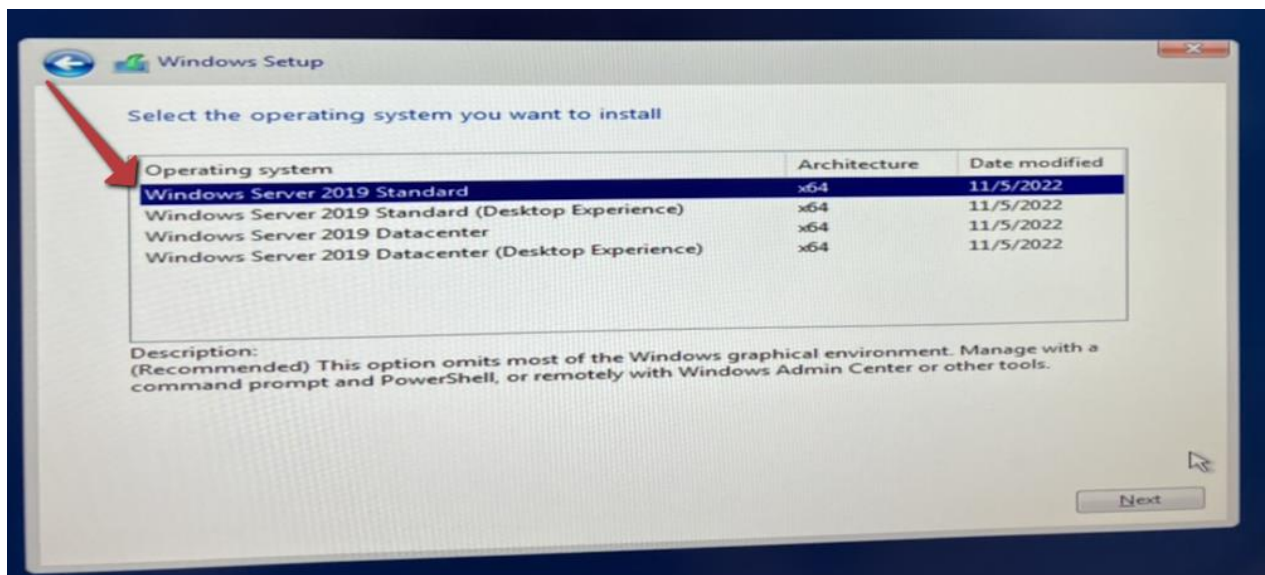 Windows Setup
Select the operating system you want to install
Operating system Architecture Date modified
Windows Server 2019 Standard x64 11/5/2022
Windows Server 2019 Standard (Desktop Experience) x64 11/5/2022
Windows Server 2019 Datacenter x64 11/5/2022
Windows Server 2019 Datacenter (Desktop Experience) x64 11/5/2022
Description:
(Recommended) This option omits most of the Windows graphical environment. Manage with a
command prompt and PowerShell, or remotely with Windows Admin Center or other tools.
Next